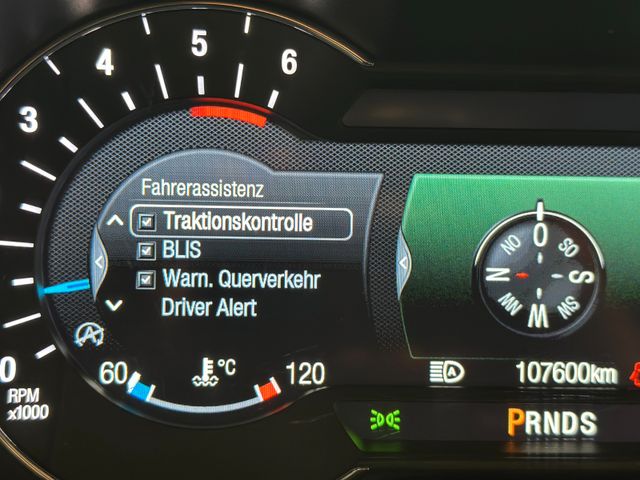 3
4
5
6
Fahrerassistenz
Traktionskontrolle
BLIS
Warn. Querverkehr
Driver Alert
0
RPM
x1000
60
°C
120
O
NO
SO
N
S
NW
SW
W
107600km
PRNDS